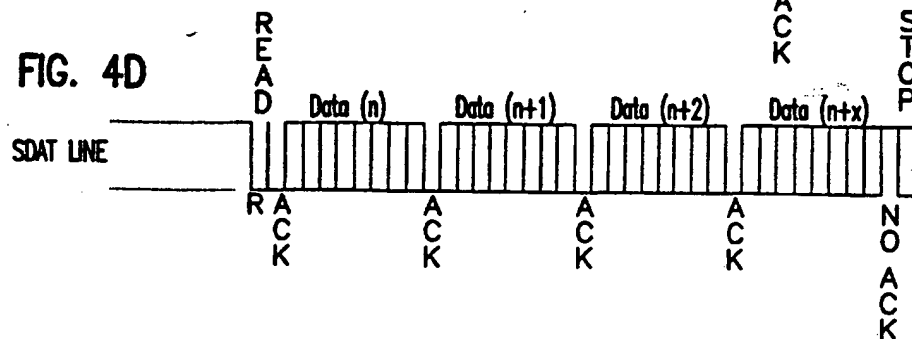 ACK
STOP
READ
FIG. 4D
Data (n)
Data (n+1)
Data (n+2)
Data (n+x)
SDAT LINE
R
ACK
ACK
ACK
ACK
NO ACK